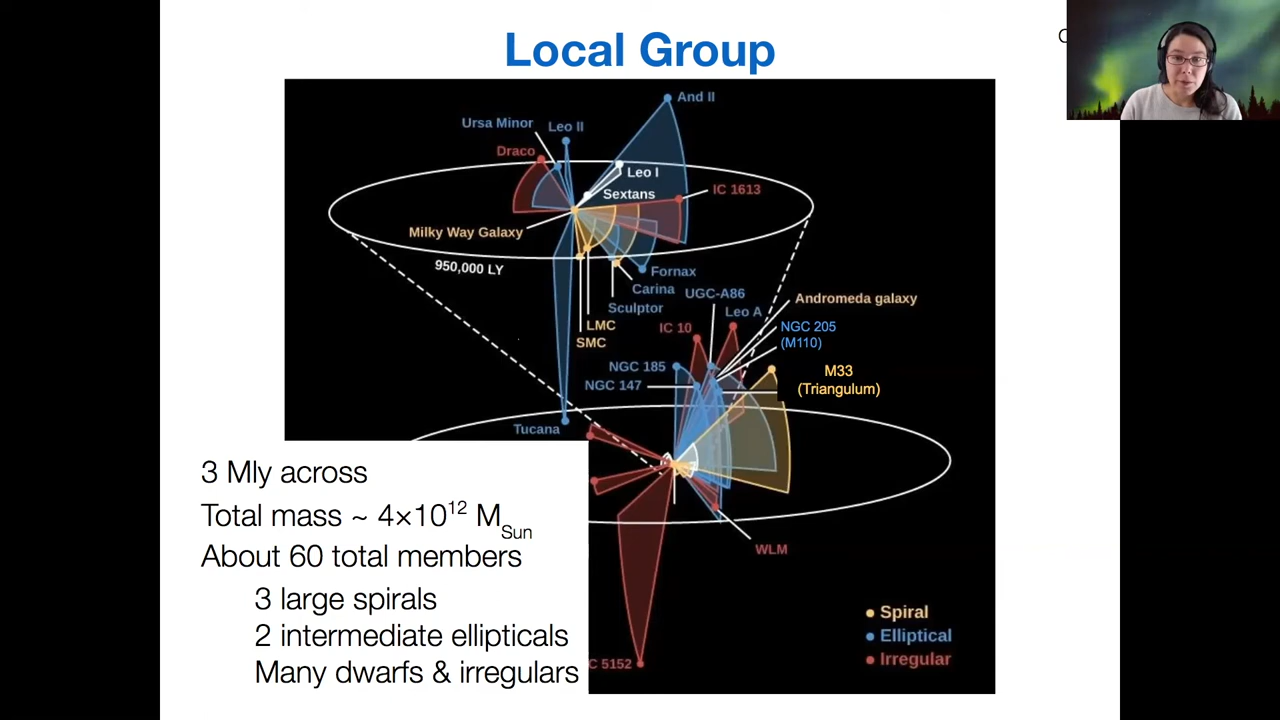 Local Group
And II
Ursa Minor
Leo II
Draco
Leo I
Sextans
IC 1613
Milky Way Galaxy
950,000 LY
Fornax
Carina
Sculptor
UGC-A86
LMC
SMC
Andromeda galaxy
Leo A
IC 10
NGC 205
(M110)
NGC 185
NGC 147
M33
(Triangulum)
Tucana
3 Mly across
Total mass ~ 4×10¹² M_Sun
About 60 total members
3 large spirals
2 intermediate ellipticals
Many dwarfs & irregulars
WLM
C 5152
Spiral
Elliptical
Irregular